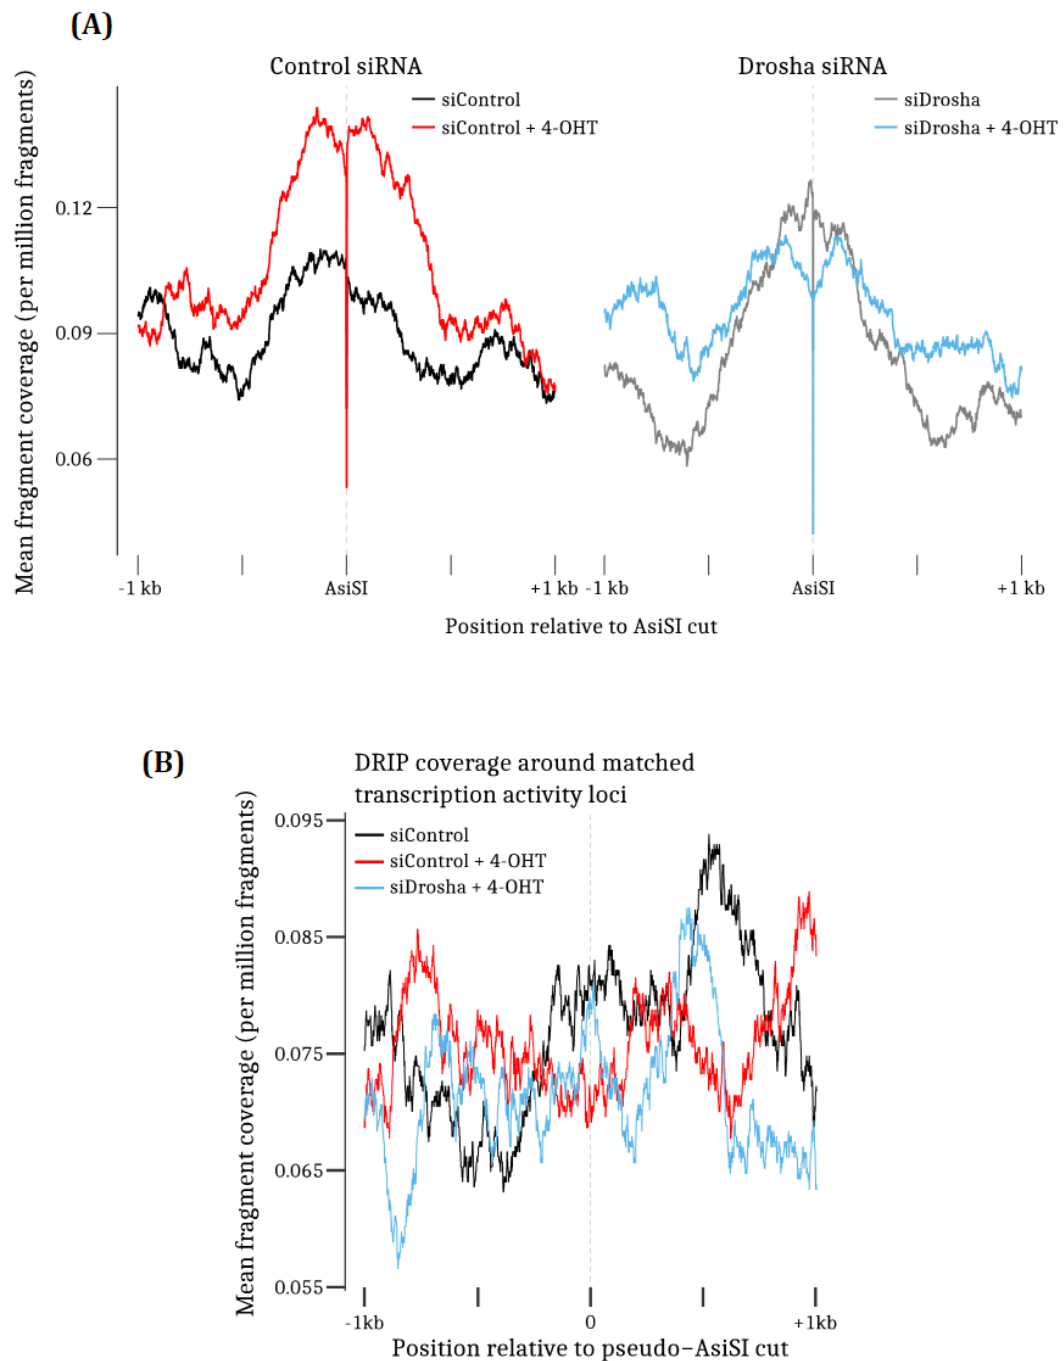 (A)
Control siRNA
Drosha siRNA
siControl
siControl + 4-OHT
siDrosha
siDrosha + 4-OHT
Mean fragment coverage (per million fragments)
0.12
0.09
0.06
-1 kb
AsiSI
+1 kb
-1 kb
AsiSI
+1 kb
Position relative to AsiSI cut
(B)
DRIP coverage around matched
transcription activity loci
siControl
siControl + 4-OHT
siDrosha + 4-OHT
Mean fragment coverage (per million fragments)
0.095
0.085
0.075
0.065
0.055
-1kb
0
+1kb
Position relative to pseudo−AsiSI cut